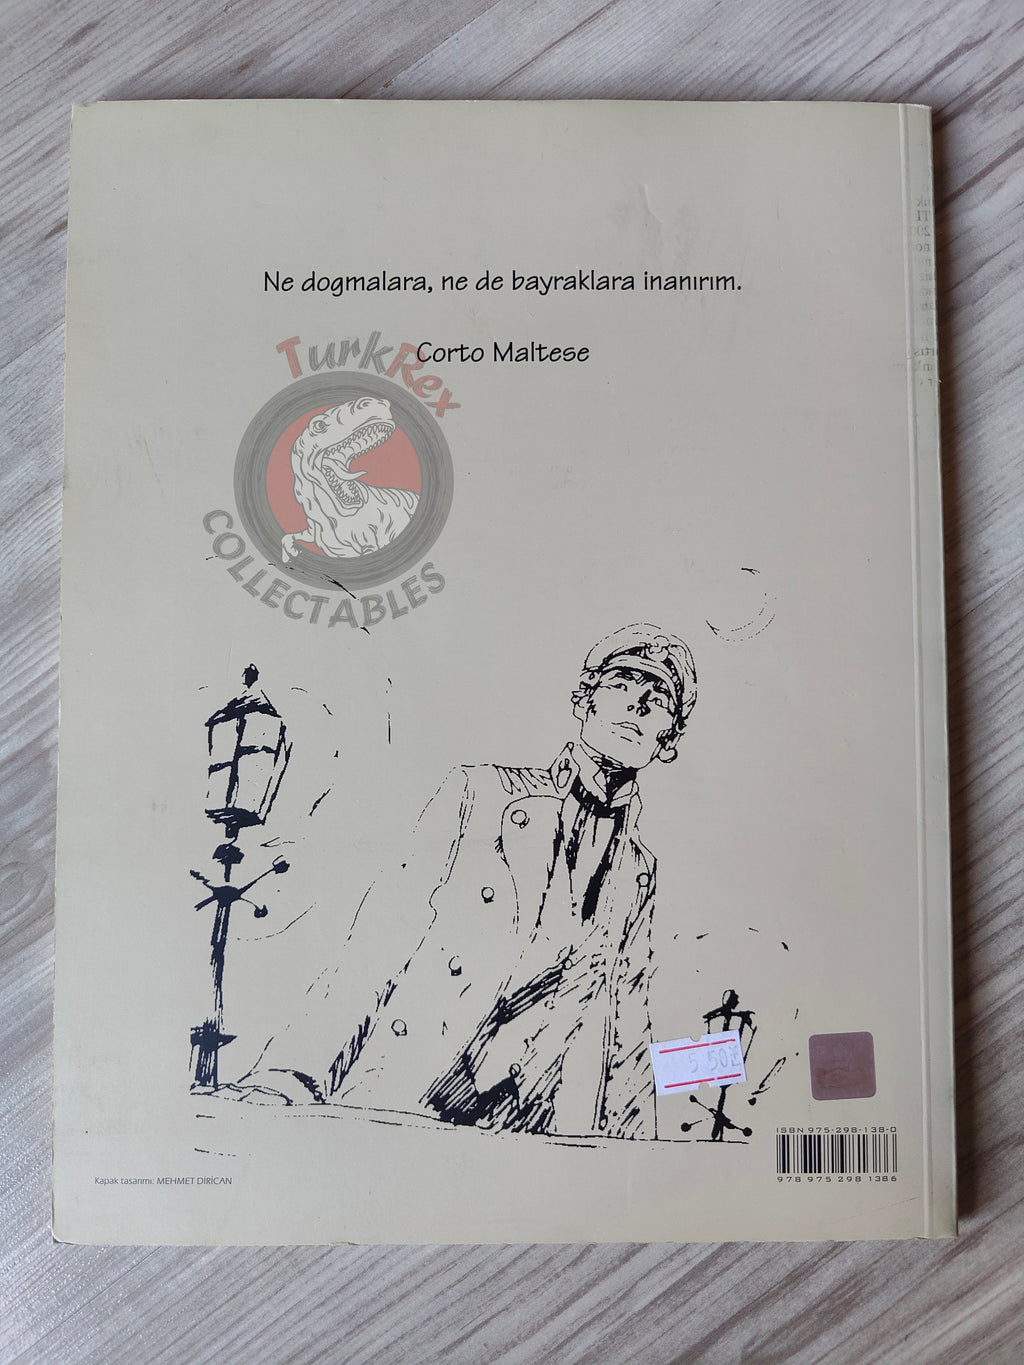 Ne dogmalara, ne de bayraklara inanırım.
Corto Maltese
TurkRex
COLLECTABLES
5 50
ISBN 975-298-138-0
978 975 298 1386
Kapak tasarımı: MEHMET DİRİCAN